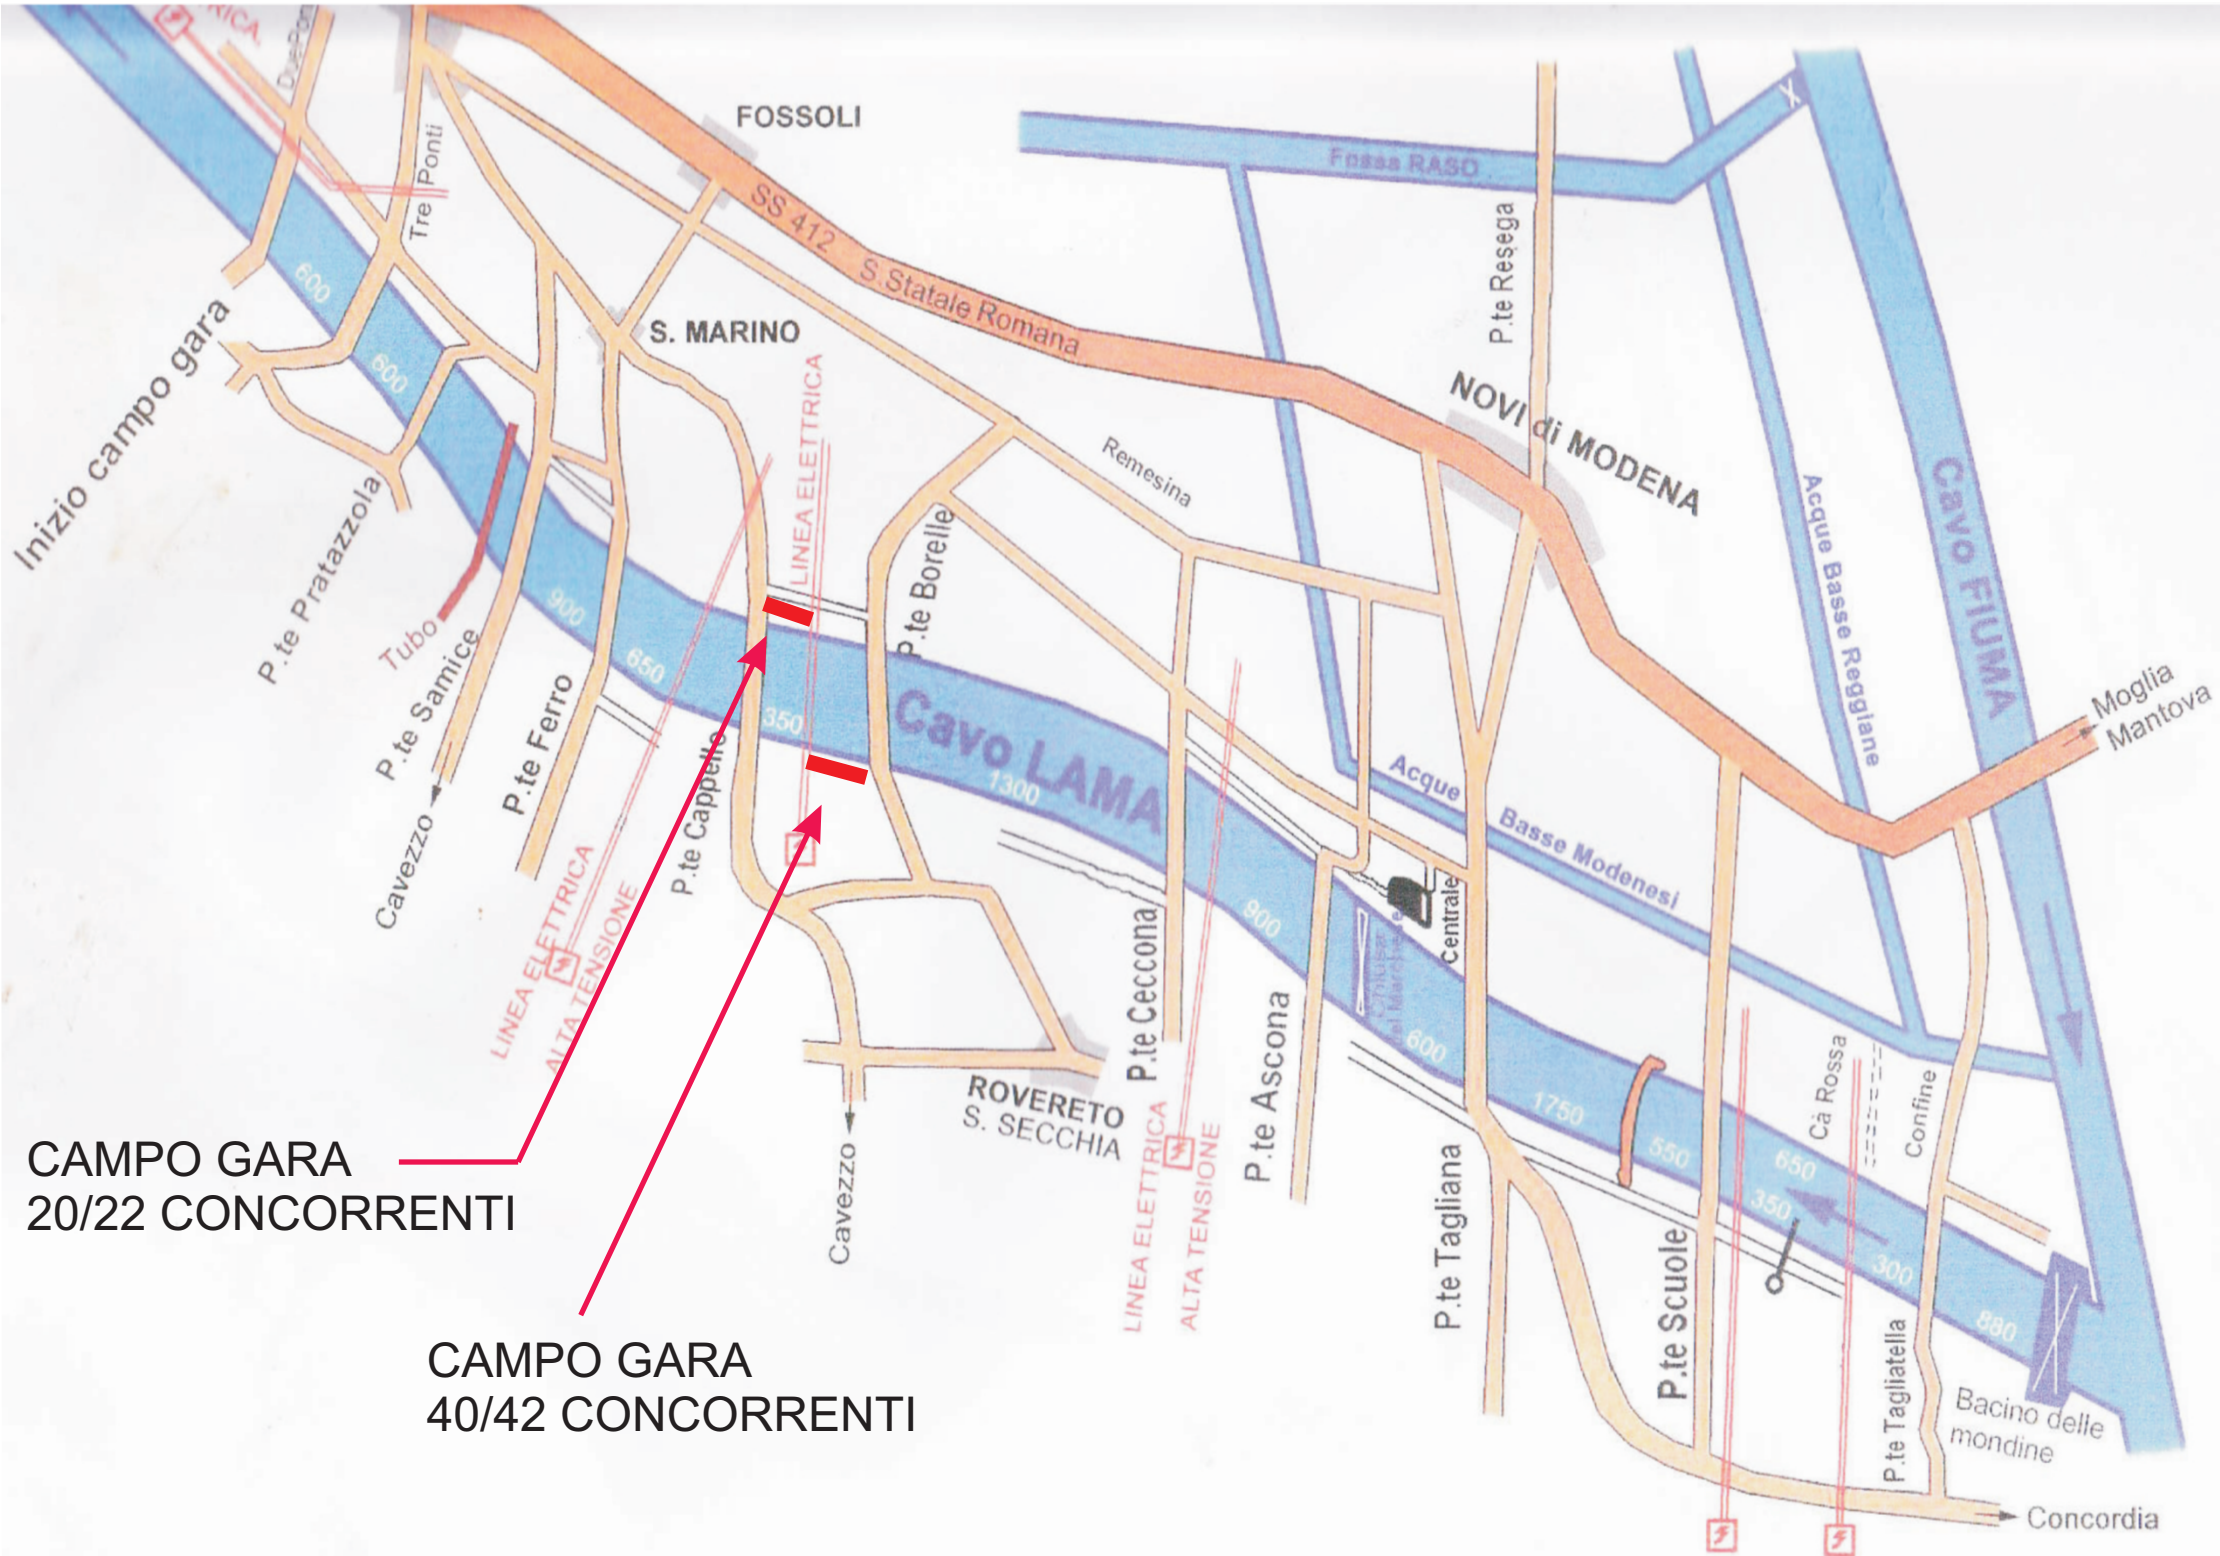 RICA
Due Ponti
Tre Ponti
FOSSOLI
SS 412
S.Statale Romana
Fossa RASO
P.te Resega
600
600
Inizio campo gara
S. MARINO
LINEA ELETTRICA
Remesina
NOVI di MODENA
Acque Basse Reggiane
Cavo FIUMA
P.te Pratazzola
Tubo
P.te Samice
Cavezzo
900
650
350
P.te Ferro
P.te Cappello
P.te Borelle
Cavo LAMA
1300
Moglia
Mantova
Acque Basse Modenesi
LINEA ELETTRICA
ALTA TENSIONE
P.te Ceccona
900
Centrale
600
P.te Ascona
ROVERETO
S. SECCHIA
Cavezzo
LINEA ELETTRICA
ALTA TENSIONE
1750
550
650
350
300
880
Cà Rossa
Confine
P.te Tagliana
P.te Scuole
P.te Tagliatella
Bacino delle
mondine
Concordia
CAMPO GARA
20/22 CONCORRENTI
CAMPO GARA
40/42 CONCORRENTI